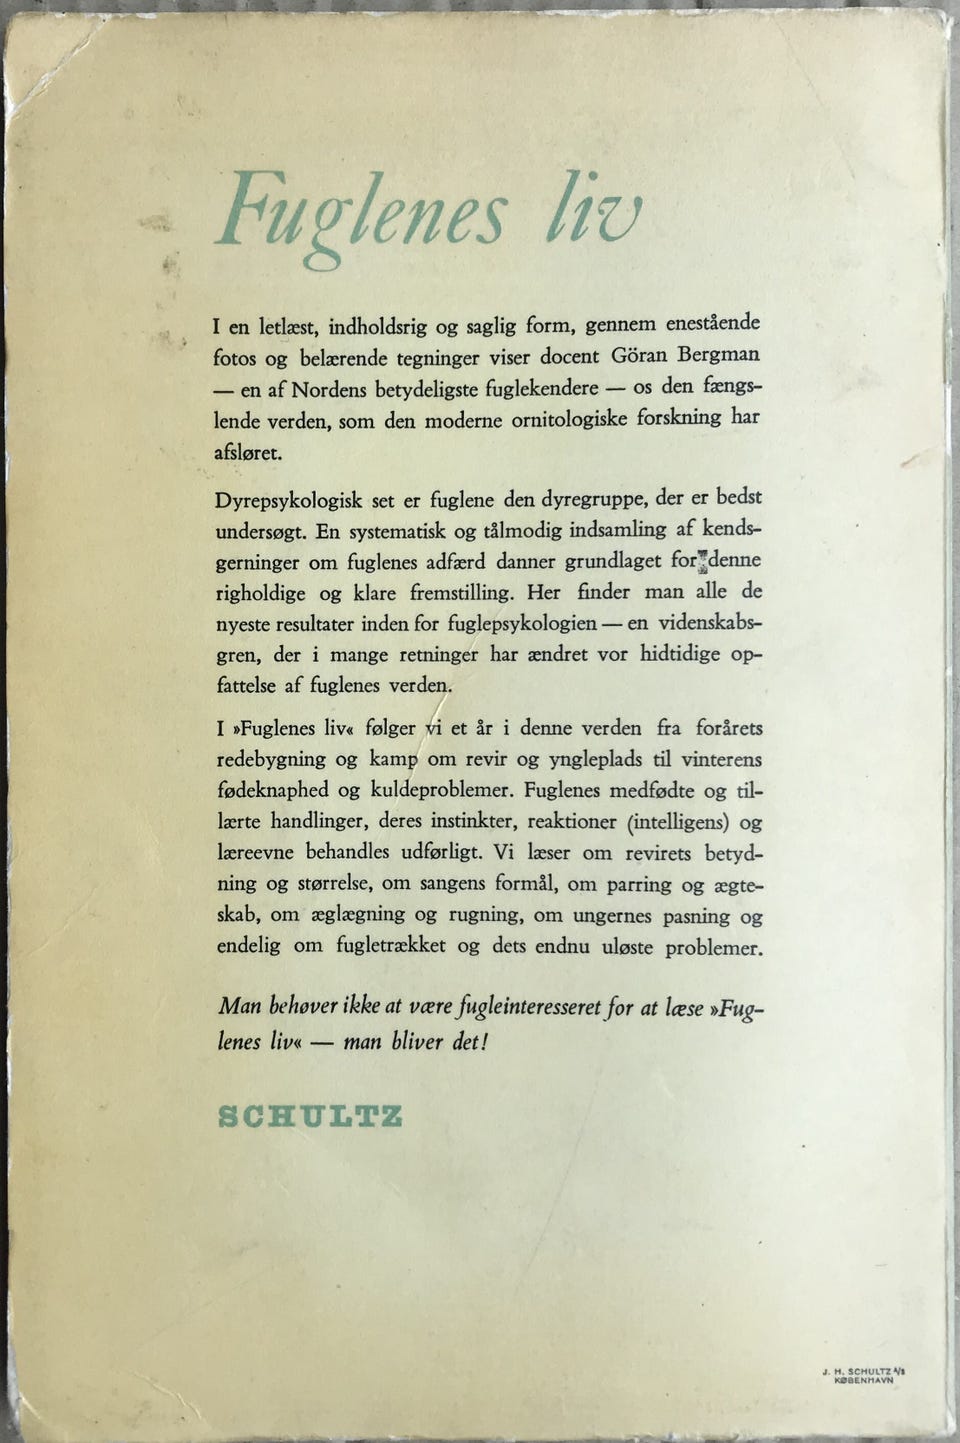 Fuglenes liv
I en letlæst, indholdsrig og saglig form, gennem enestående
fotos og belærende tegninger viser docent Göran Bergman
— en af Nordens betydeligste fuglekendere — os den fængs-
lende verden, som den moderne ornitologiske forskning har
afsløret.
Dyrepsykologisk set er fuglene den dyregruppe, der er bedst
undersøgt. En systematisk og tålmodig indsamling af kends-
gerninger om fuglenes adfærd danner grundlaget for denne
righoldige og klare fremstilling. Her finder man alle de
nyeste resultater inden for fuglepsykologien — en videnskabs-
gren, der i mange retninger har ændret vor hidtidige op-
fattelse af fuglenes verden.
I »Fuglenes liv« følger vi et år i denne verden fra forårets
redebygning og kamp om revir og yngleplads til vinterens
fødeknaphed og kuldeproblemer. Fuglenes medfødte og til-
lærte handlinger, deres instinkter, reaktioner (intelligens) og
læreevne behandles udførligt. Vi læser om revirets betyd-
ning og størrelse, om sangens formål, om parring og ægte-
skab, om æglægning og rugning, om ungernes pasning og
endelig om fugletrækket og dets endnu uløste problemer.
Man behøver ikke at være fugleinteresseret for at læse »Fug-
lenes liv« — man bliver det!
SCHULTZ
J. H. SCHULTZ A/S
KØBENHAVN